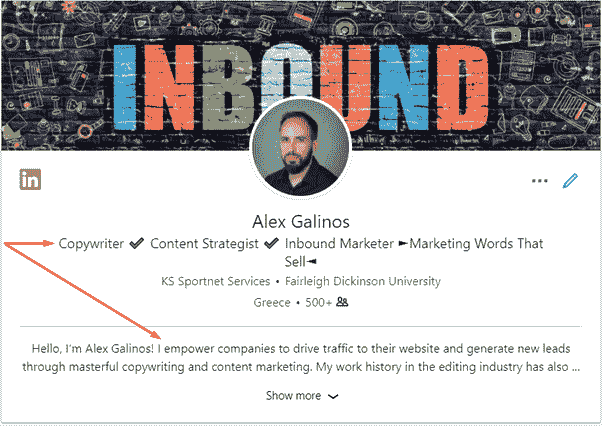 INBOUND
in
Alex Galinos
Copywriter ✔ Content Strategist ✔ Inbound Marketer ►Marketing Words That
Sell◄
KS Sportnet Services • Fairleigh Dickinson University
Greece • 500+
Hello, I'm Alex Galinos! I empower companies to drive traffic to their website and generate new leads
through masterful copywriting and content marketing. My work history in the editing industry has also ...
Show more